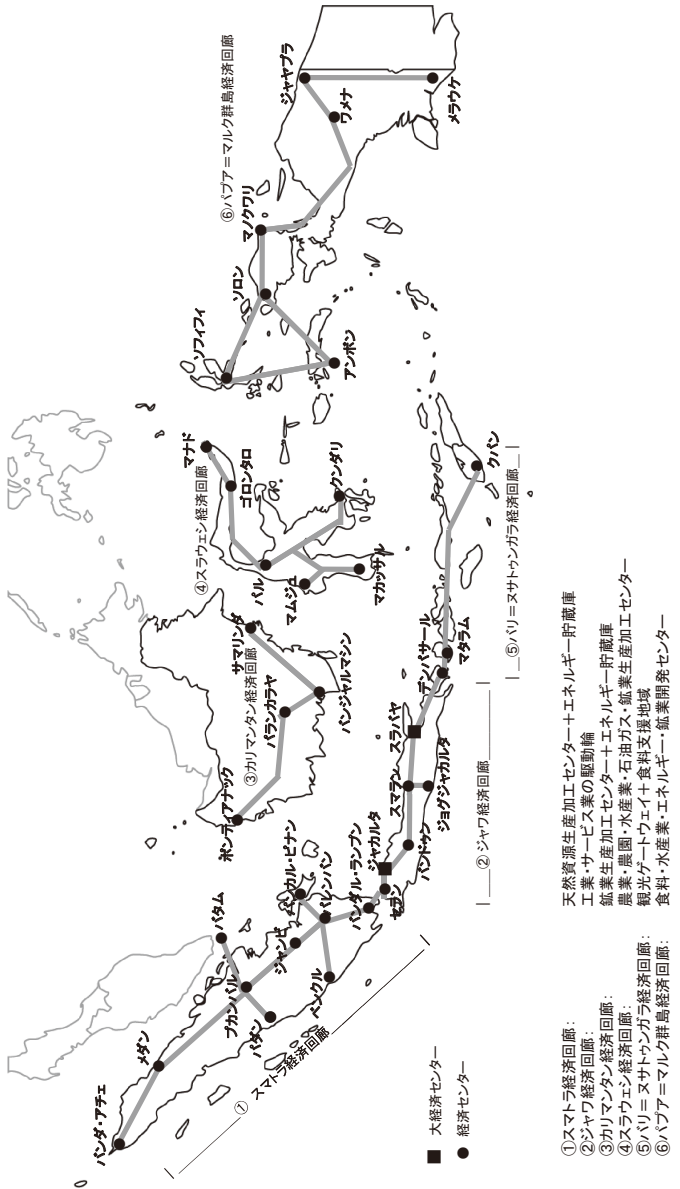 ⑥パプア＝マルク群島経済回廊
ジャヤプラ
ワメナ
メラウケ
マノクワリ
ソロン
ソフィフィ
アンボン
マナド
ゴロンタロ
④スラウェシ経済回廊
パル
マムジュ
クンダリ
マカッサル
クパン
⑤バリ＝ヌサトゥンガラ経済回廊
サマリンダ
③カリマンタン経済回廊
パランカラヤ
バンジャルマシン
ポンティアナック
マタラム
デンパサール
スラバヤ
スマラン
ジョグジャカルタ
②ジャワ経済回廊
バンドゥン
ジャカルタ
セラン
バンダル・ランプン
パンカル・ピナン
パレンバン
ジャンビ
ベンクル
バタム
プカンバル
パダン
メダン
バンダ・アチェ
① スマトラ経済回廊
■ 大経済センター
● 経済センター
①スマトラ経済回廊： 天然資源生産加工センター＋エネルギー貯蔵庫
②ジャワ経済回廊： 工業・サービス業の駆動輪
③カリマンタン経済回廊： 鉱業生産加工センター＋エネルギー貯蔵庫
④スラウェシ経済回廊： 農業・農園・水産業・石油ガス・鉱業生産加工センター
⑤バリ＝ヌサトゥンガラ経済回廊： 観光ゲートウェイ＋食料支援地域
⑥パプア＝マルク群島経済回廊： 食料・水産業・エネルギー・鉱業開発センター